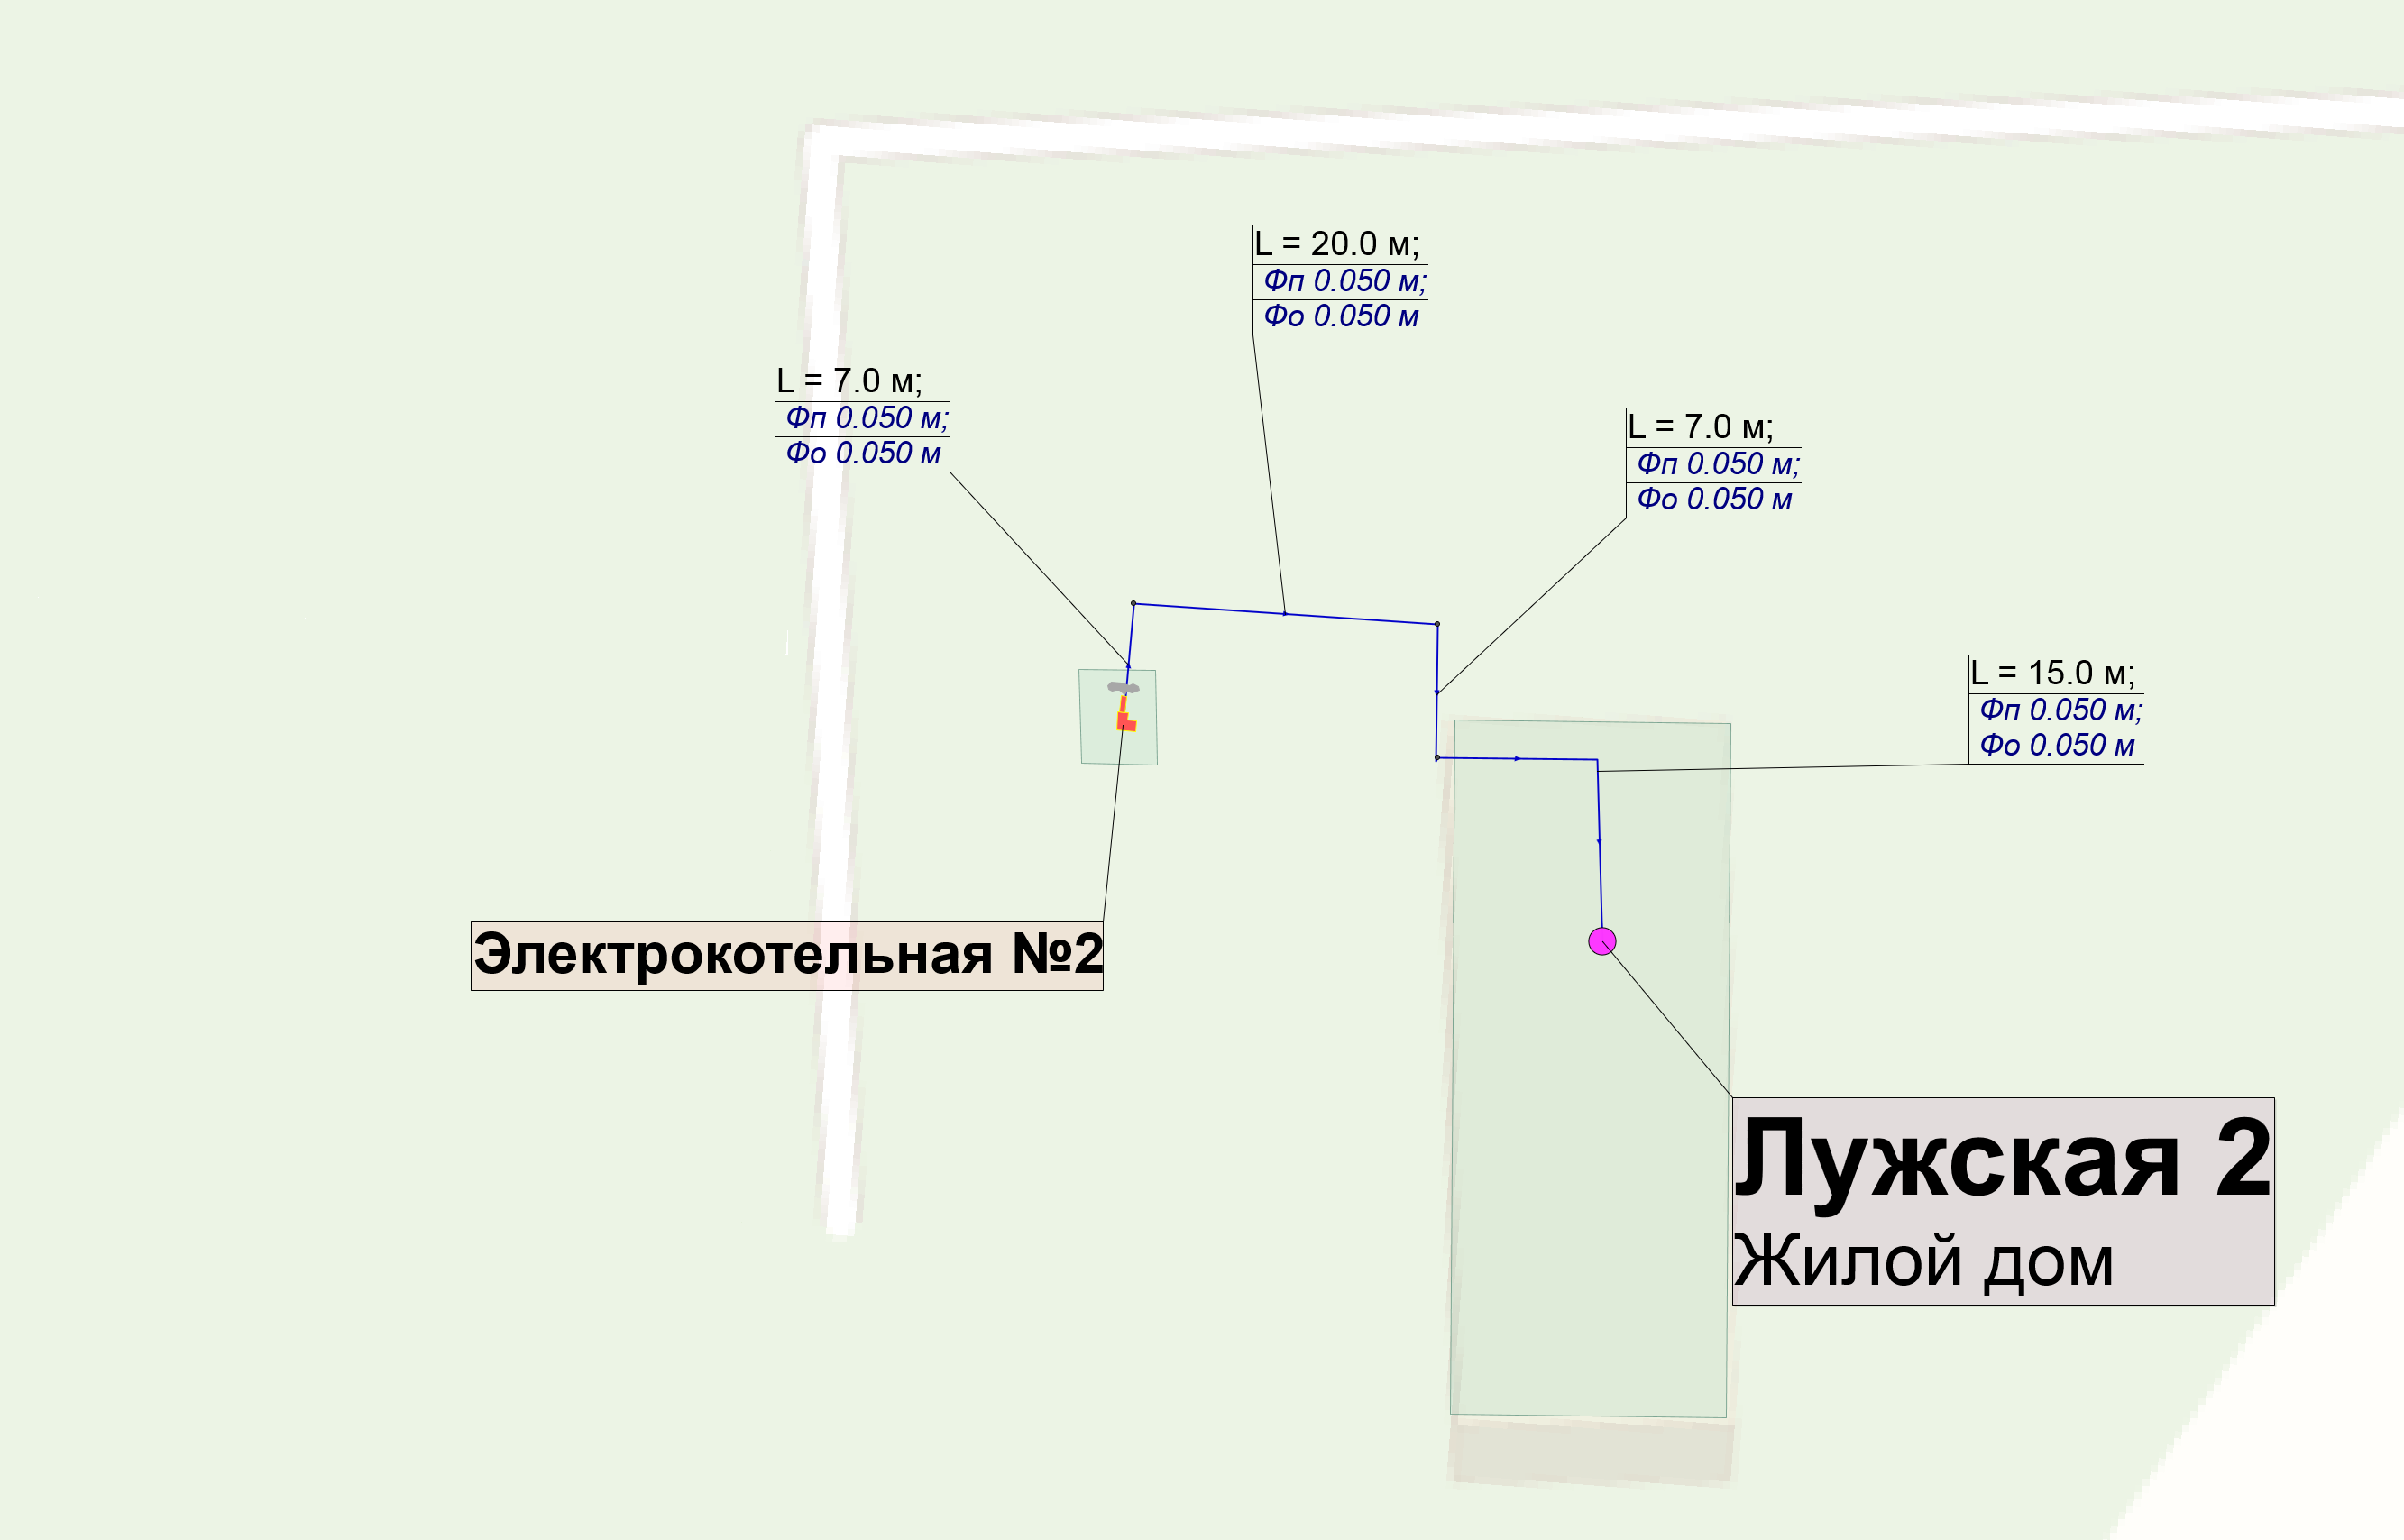 L = 20.0 м;
Фп 0.050 м;
Фо 0.050 м
L = 7.0 м;
Фп 0.050 м;
Фо 0.050 м
L = 7.0 м;
Фп 0.050 м;
Фо 0.050 м
L = 15.0 м;
Фп 0.050 м;
Фо 0.050 м
Электрокотельная №2
Лужская 2
Жилой дом